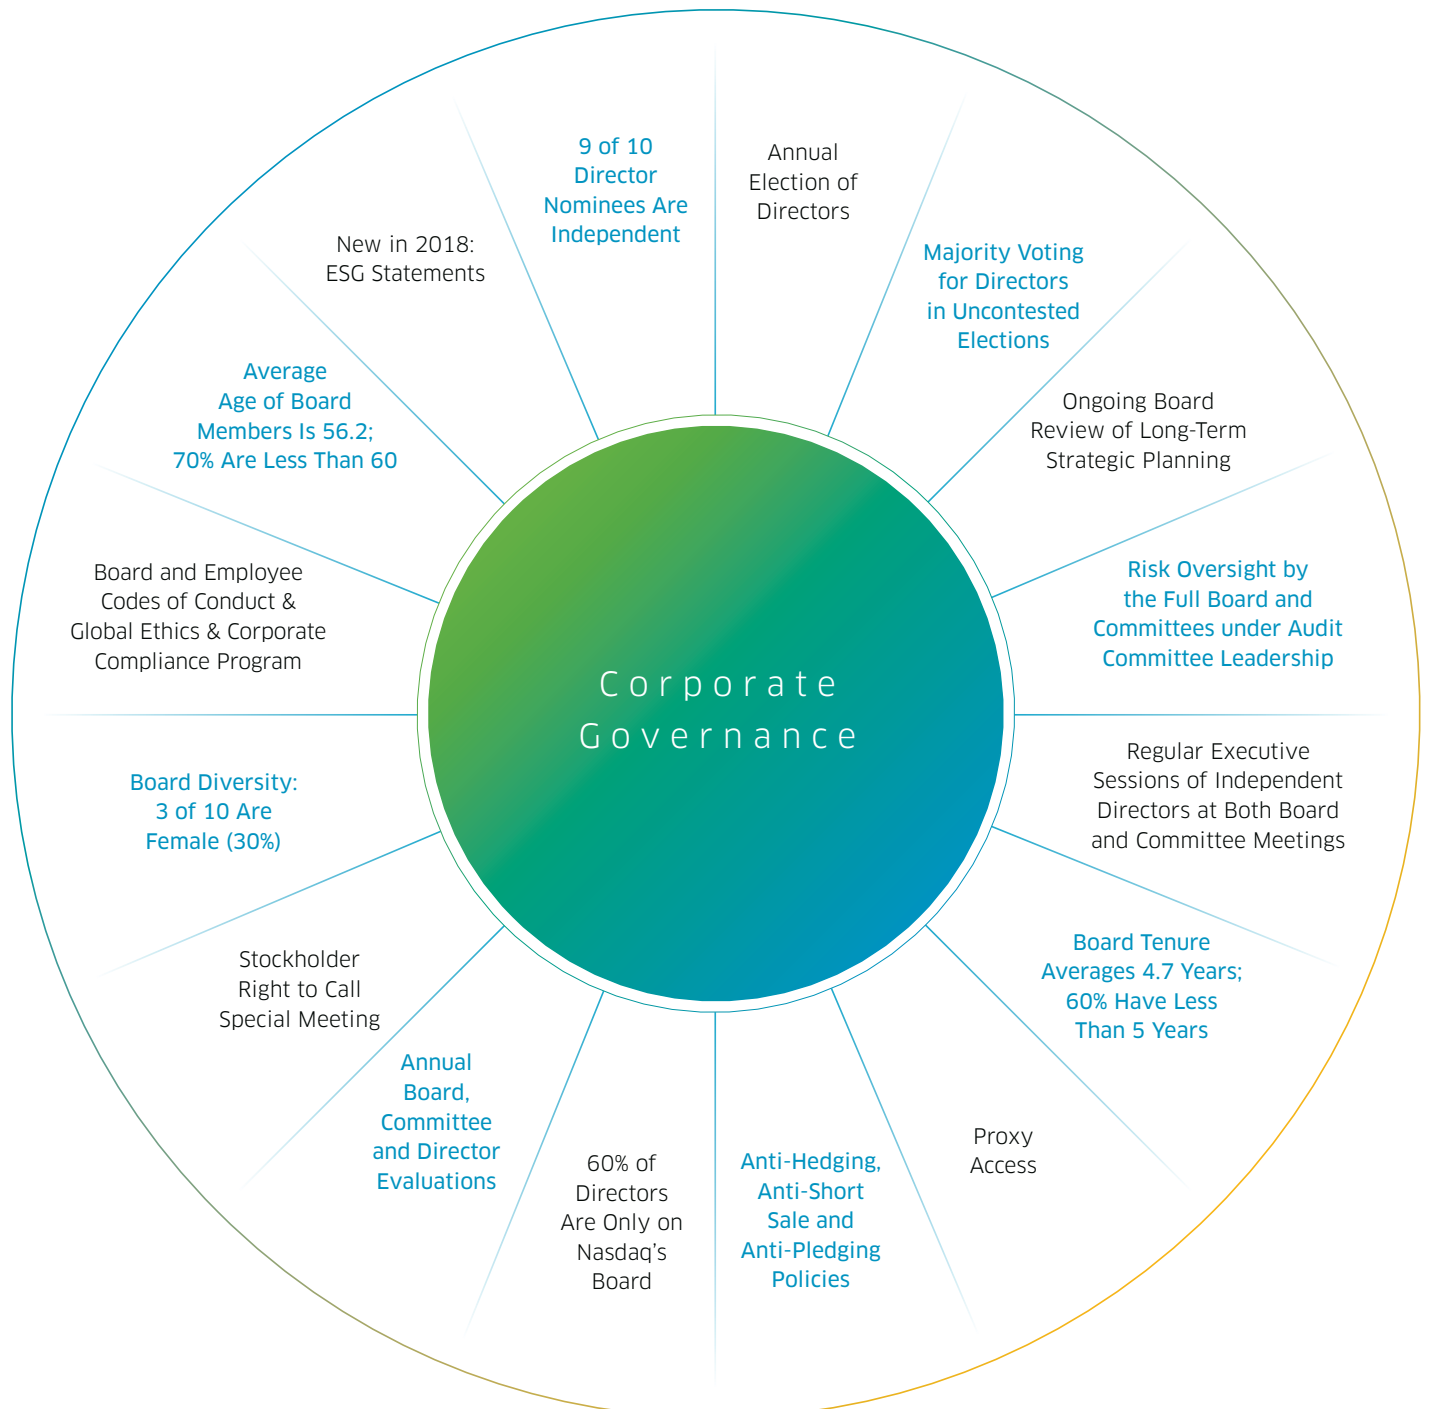 9 of 10
Director
Nominees Are
Independent
Annual
Election of
Directors
Majority Voting
for Directors
in Uncontested
Elections
Ongoing Board
Review of Long-Term
Strategic Planning
Risk Oversight by
the Full Board and
Committees under Audit
Committee Leadership
Regular Executive
Sessions of Independent
Directors at Both Board
and Committee Meetings
Board Tenure
Averages 4.7 Years;
60% Have Less
Than 5 Years
Proxy
Access
Anti-Hedging,
Anti-Short
Sale and
Anti-Pledging
Policies
60% of
Directors
Are Only on
Nasdaq's
Board
Annual
Board,
Committee
and Director
Evaluations
Stockholder
Right to Call
Special Meeting
Board Diversity:
3 of 10 Are
Female (30%)
Board and Employee
Codes of Conduct &
Global Ethics & Corporate
Compliance Program
Average
Age of Board
Members Is 56.2;
70% Are Less Than 60
New in 2018:
ESG Statements
Corporate
Governance